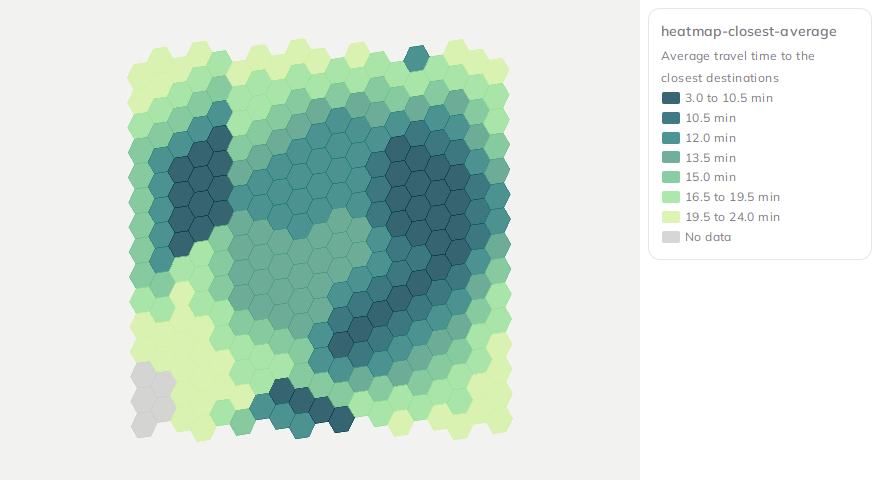 heatmap-closest-average
Average travel time to the
closest destinations
3.0 to 10.5 min
10.5 min
12.0 min
13.5 min
15.0 min
16.5 to 19.5 min
19.5 to 24.0 min
No data